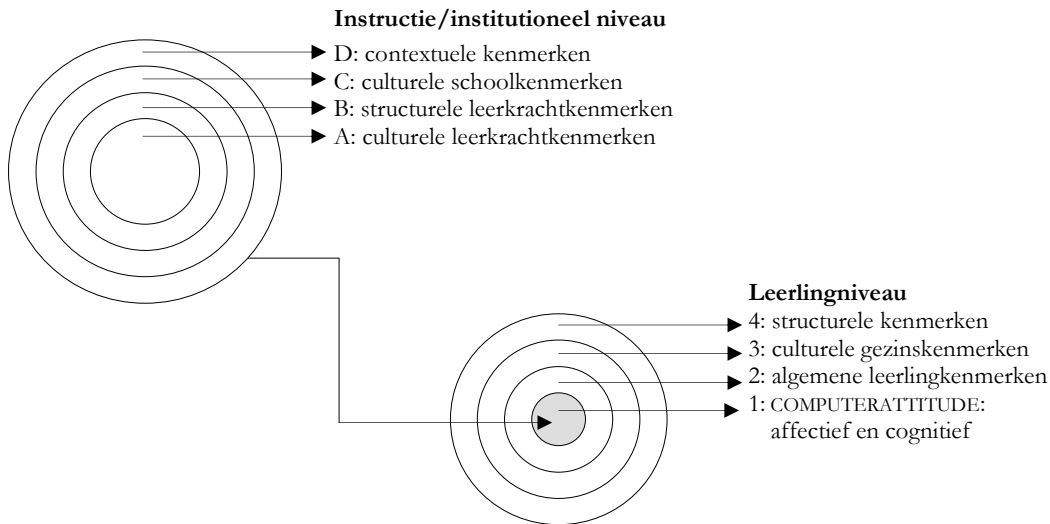 Instructie/institutioneel niveau
D: contextuele kenmerken
C: culturele schoolkenmerken
B: structurele leerkrachtkenmerken
A: culturele leerkrachtkenmerken
Leerlingniveau
4: structurele kenmerken
3: culturele gezinskenmerken
2: algemene leerlingkenmerken
1: COMPUTERATTITUDE:
affectief en cognitief